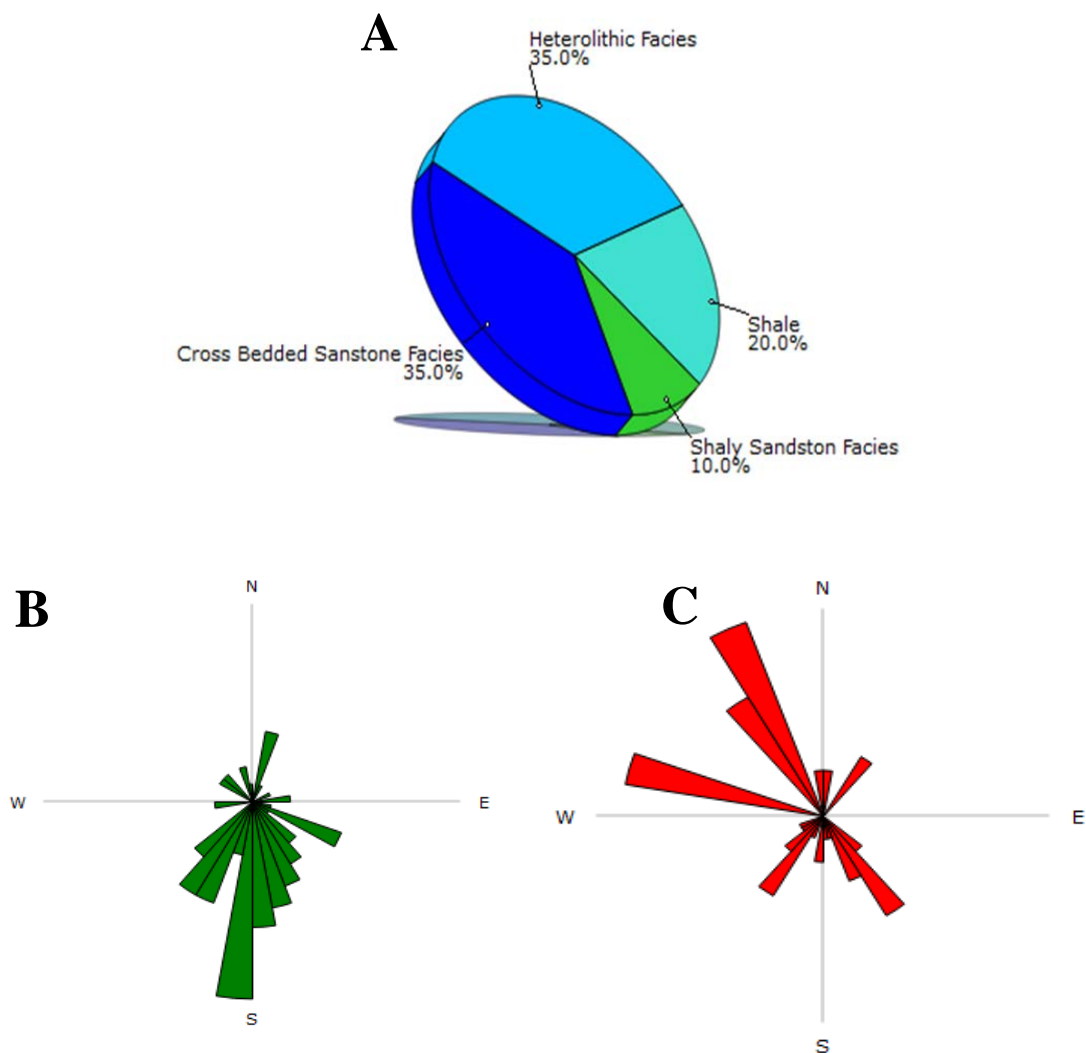 A
Heterolithic Facies
35.0%
Shale
20.0%
Cross Bedded Sanstone Facies
35.0%
Shaly Sandston Facies
10.0%
B
N
W
E
S
C
N
W
E
S